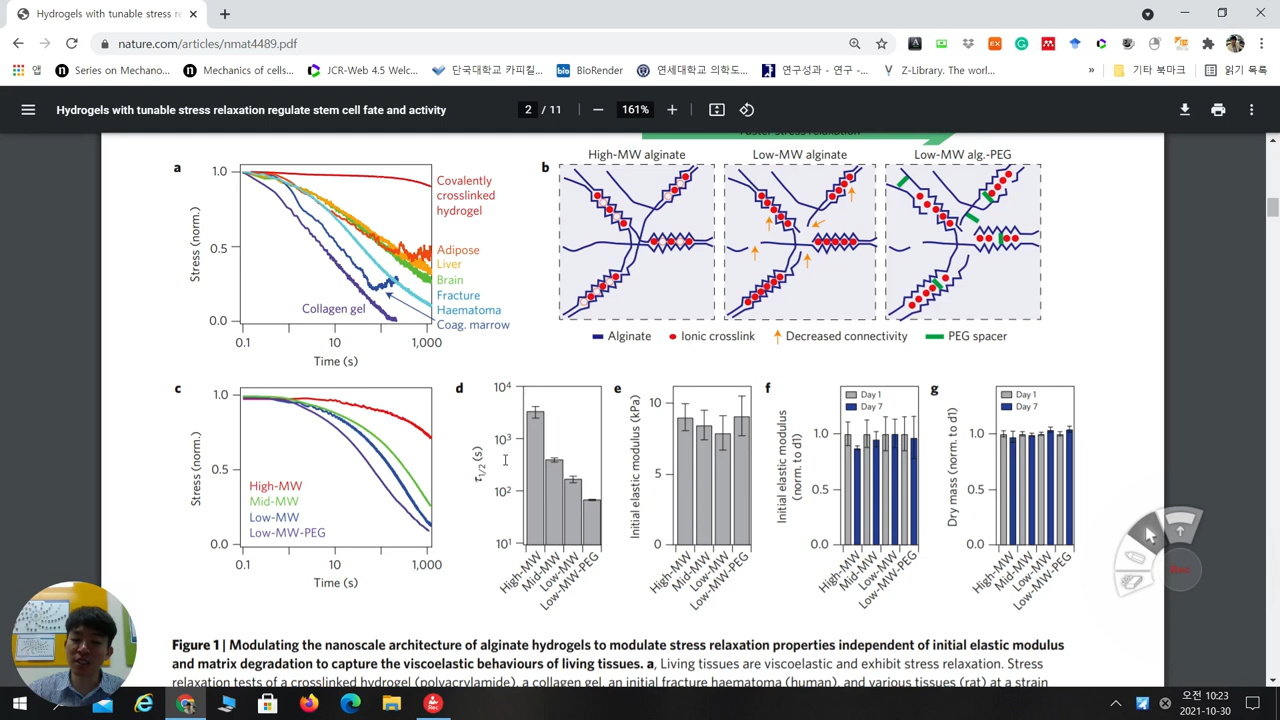 Hydrogels with tunable stress r
nature.com/articles/nmat4489.pdf
앱
Series on Mechano...
Mechanics of cells...
JCR-Web 4.5 Welc...
단국대학교 카피킬...
bio
BioRender
연세대학교 의학도...
연구성과 - 연구 -...
Z-Library. The worl...
»
기타 북마크
읽기 목록
Hydrogels with tunable stress relaxation regulate stem cell fate and activity
2 / 11
161%
Faster stress relaxation
a
Stress (norm.)
1.0
0.5
0.0
0.1
10
1,000
Time (s)
Covalently
crosslinked
hydrogel
Adipose
Liver
Brain
Fracture
Haematoma
Coag. marrow
Collagen gel
b
High-MW alginate
Low-MW alginate
Low-MW alg.-PEG
Alginate
Ionic crosslink
Decreased connectivity
PEG spacer
c
Stress (norm.)
1.0
0.5
0.0
High-MW
Mid-MW
Low-MW
Low-MW-PEG
0.1
10
1,000
Time (s)
d
τ1/2 (s)
10⁴
10³
10²
10¹
High-MW
Mid-MW
Low-MW
Low-MW-PEG
e
Initial elastic modulus (kPa)
10
5
0
High-MW
Mid-MW
Low-MW
Low-MW-PEG
f
Initial elastic modulus
(norm. to d1)
Day 1
Day 7
1.0
0.5
0.0
High-MW
Mid-MW
Low-MW
Low-MW-PEG
g
Dry mass (norm. to d1)
Day 1
Day 7
1.0
0.5
0.0
High-MW
Mid-MW
Low-MW
Low-MW-PEG
Rec
Figure 1 | Modulating the nanoscale architecture of alginate hydrogels to modulate stress relaxation properties independent of initial elastic modulus
and matrix degradation to capture the viscoelastic behaviours of living tissues. a, Living tissues are viscoelastic and exhibit stress relaxation. Stress
relaxation tests of a crosslinked hydrogel (polyacrylamide), a collagen gel, an initial fracture haematoma (human), and various tissues (rat) at a strain
오전 10:23
2021-10-30